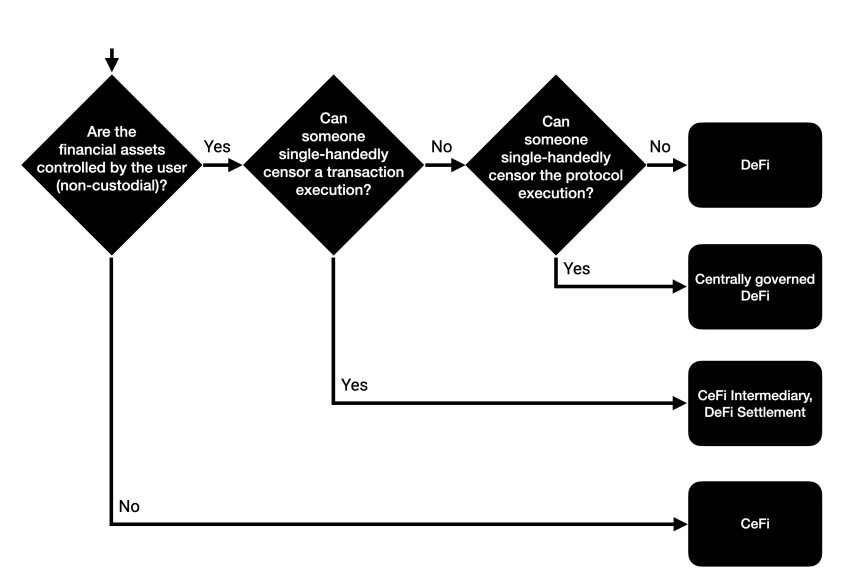 Are the
financial assets
controlled by the user
(non-custodial)?
Yes
Can
someone
single-handedly
censor a transaction
execution?
No
Can
someone
single-handedly
censor the protocol
execution?
No
DeFi
Yes
Centrally governed
DeFi
Yes
CeFi Intermediary,
DeFi Settlement
No
CeFi